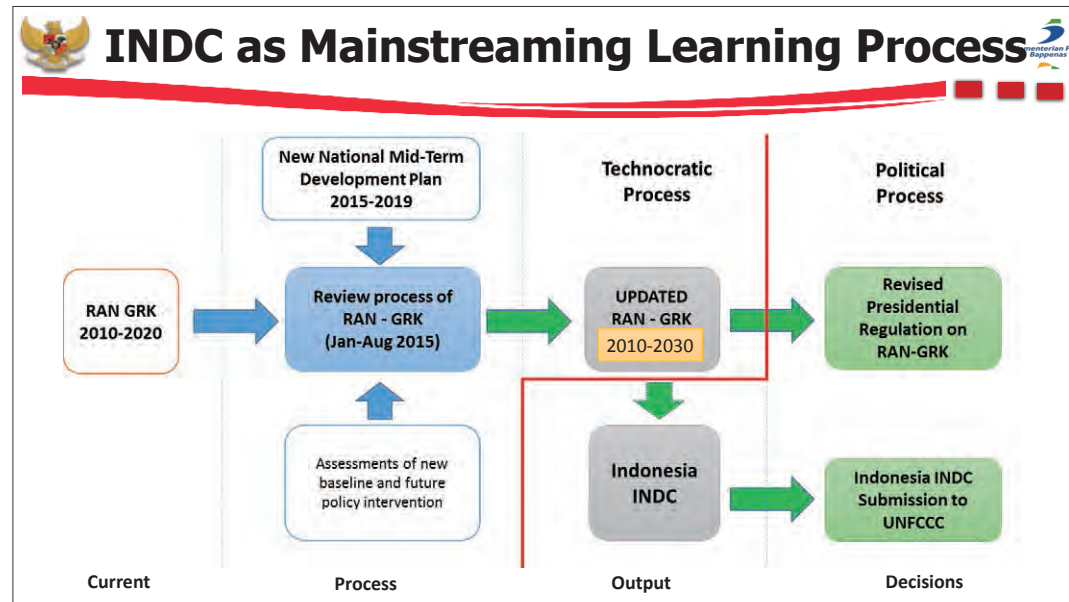 INDC as Mainstreaming Learning Process
Bappenas
New National Mid-Term
Development Plan
2015-2019
Technocratic
Process
Political
Process
RAN GRK
2010-2020
Review process of
RAN - GRK
(Jan-Aug 2015)
UPDATED
RAN - GRK
2010-2030
Revised
Presidential
Regulation on
RAN-GRK
Assessments of new
baseline and future
policy intervention
Indonesia
INDC
Indonesia INDC
Submission to
UNFCCC
Current
Process
Output
Decisions